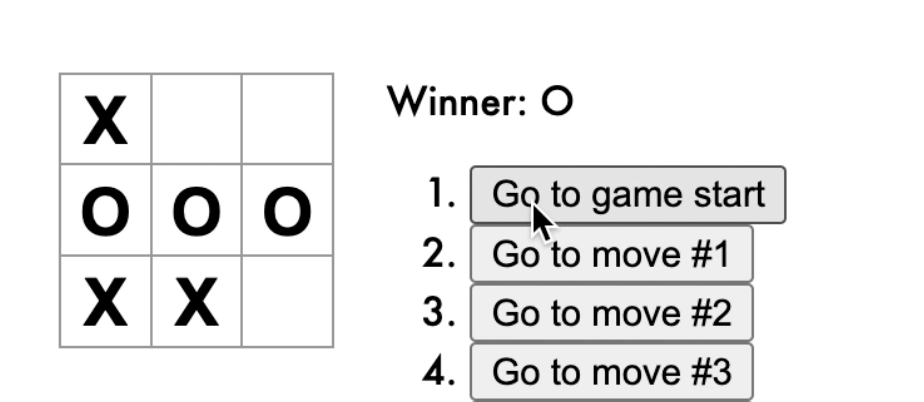 X
O O O
X X
Winner: O
1. Go to game start
2. Go to move #1
3. Go to move #2
4. Go to move #3